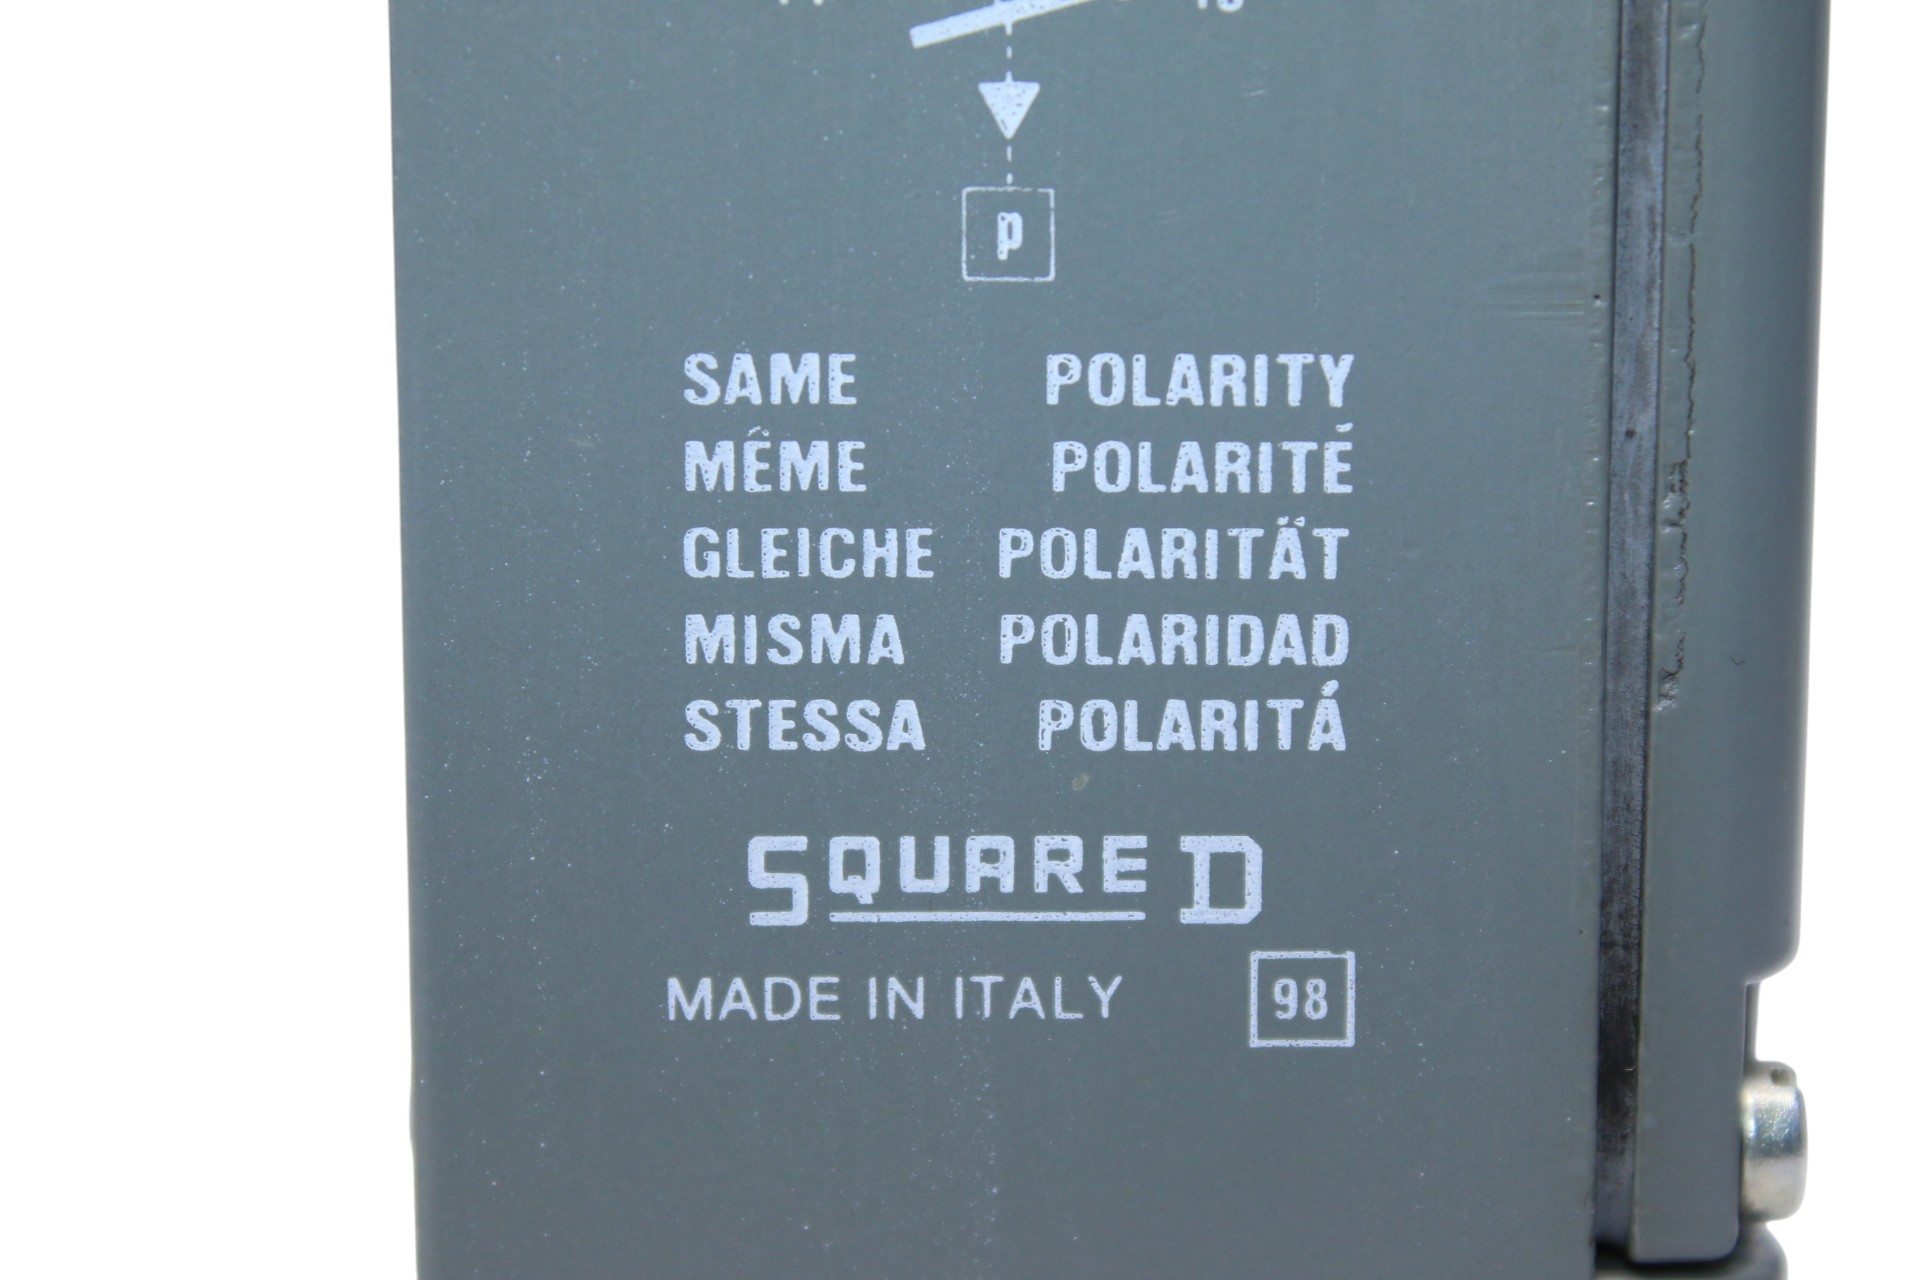 p
SAME POLARITY
MÊME POLARITÉ
GLEICHE POLARITÄT
MISMA POLARIDAD
STESSA POLARITÁ
SQUARE D
MADE IN ITALY 98